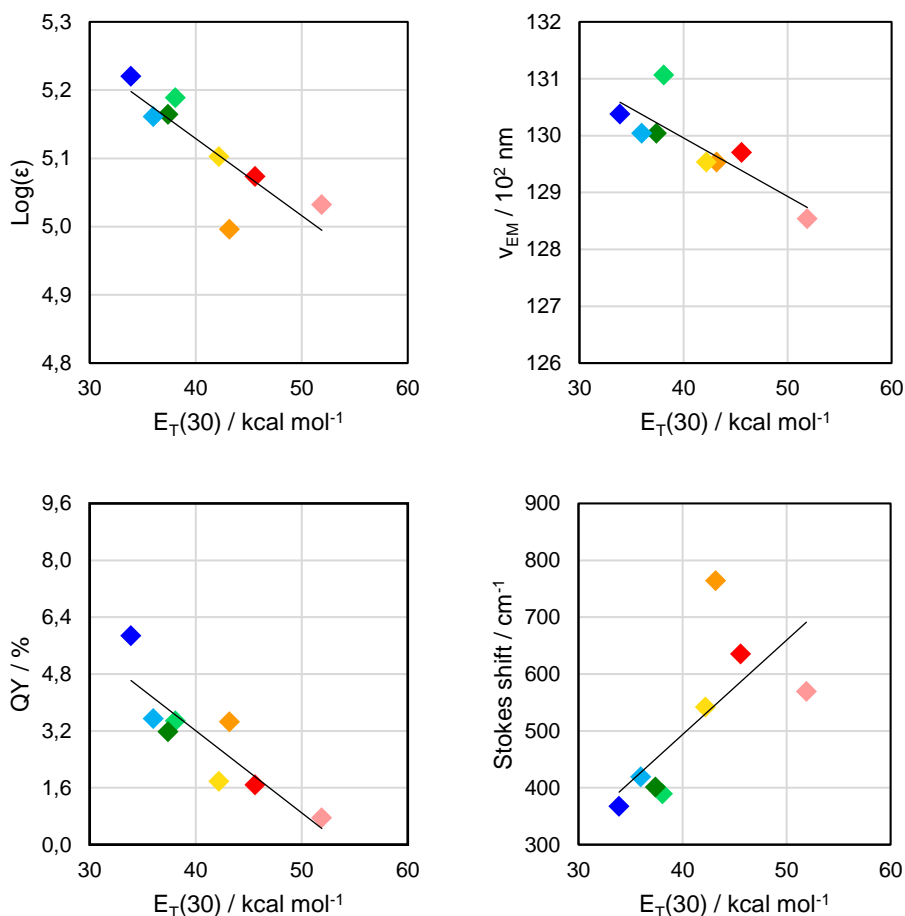 5,3
5,2
5,1
5,0
4,9
4,8
30 40 50 60
Log(ε)
E_T(30) / kcal mol⁻¹
132
131
130
129
128
127
126
30 40 50 60
ν_EM / 10² nm
E_T(30) / kcal mol⁻¹
9,6
8,0
6,4
4,8
3,2
1,6
0,0
30 40 50 60
QY / %
E_T(30) / kcal mol⁻¹
900
800
700
600
500
400
300
30 40 50 60
Stokes shift / cm⁻¹
E_T(30) / kcal mol⁻¹